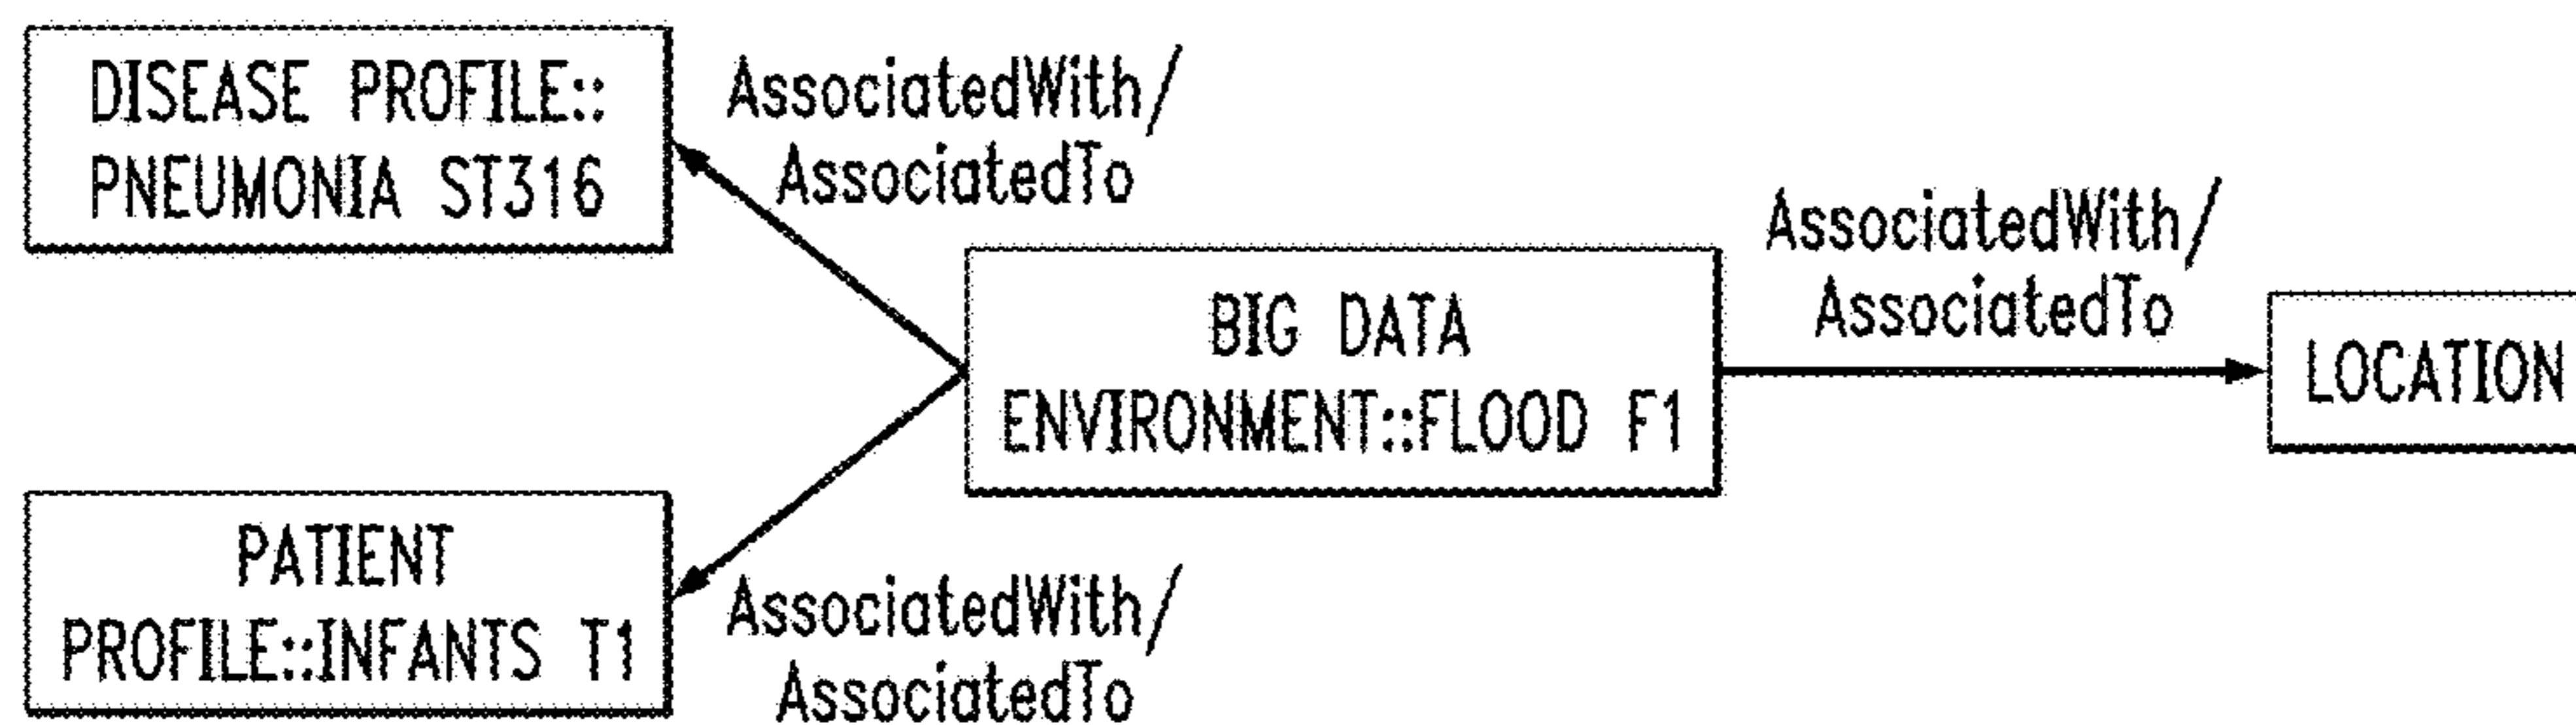 DISEASE PROFILE::
PNEUMONIA ST316
AssociatedWith/
AssociatedTo
BIG DATA
ENVIRONMENT::FLOOD F1
AssociatedWith/
AssociatedTo
LOCATION
PATIENT
PROFILE::INFANTS T1
AssociatedWith/
AssociatedTo